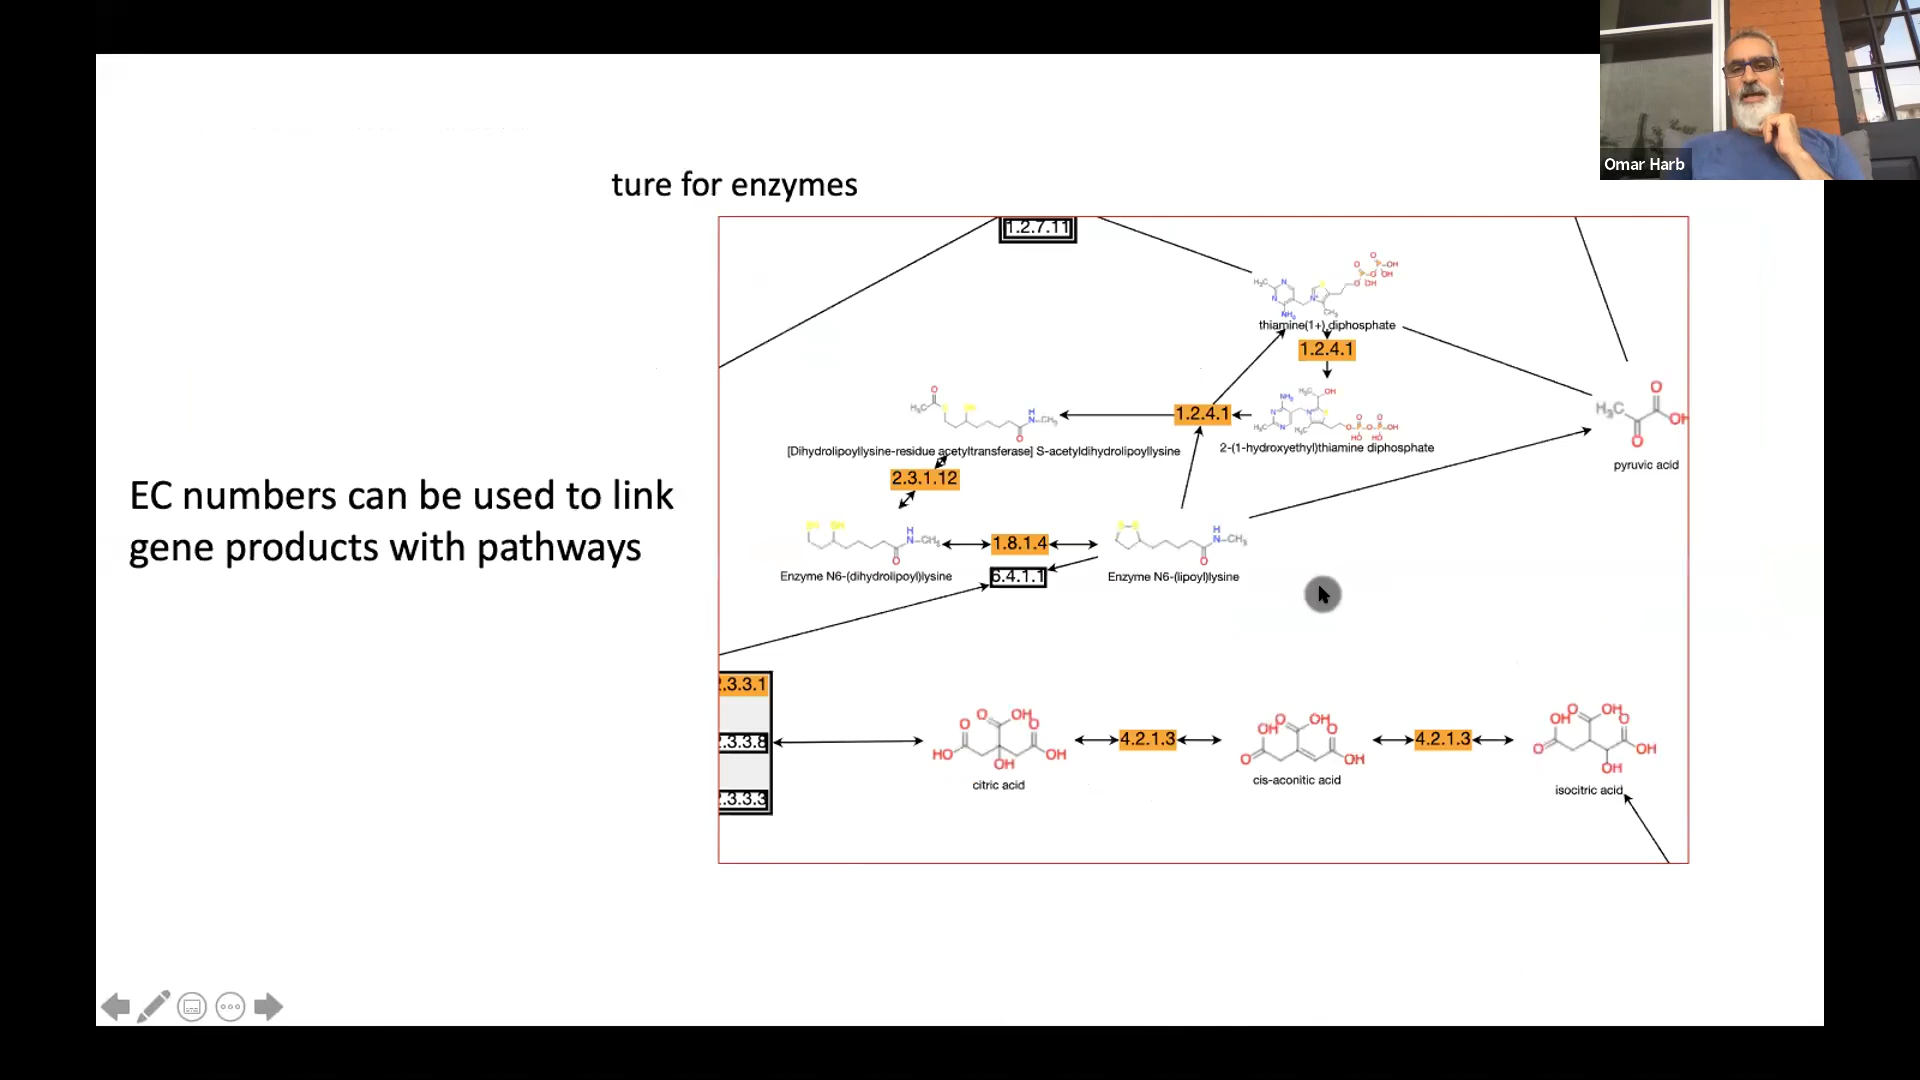 Omar Harb
ture for enzymes
1.2.7.11
thiamine(1+) diphosphate
1.2.4.1
1.2.4.1
[Dihydrolipoyllysine-residue acetyltransferase] S-acetyldihydrolipoyllysine
2-(1-hydroxyethyl)thiamine diphosphate
pyruvic acid
2.3.1.12
EC numbers can be used to link
gene products with pathways
1.8.1.4
Enzyme N6-(dihydrolipoyl)lysine
6.4.1.1
Enzyme N6-(lipoyl)lysine
.3.3.1
.3.3.8
.3.3.3
4.2.1.3
4.2.1.3
citric acid
cis-aconitic acid
isocitric acid